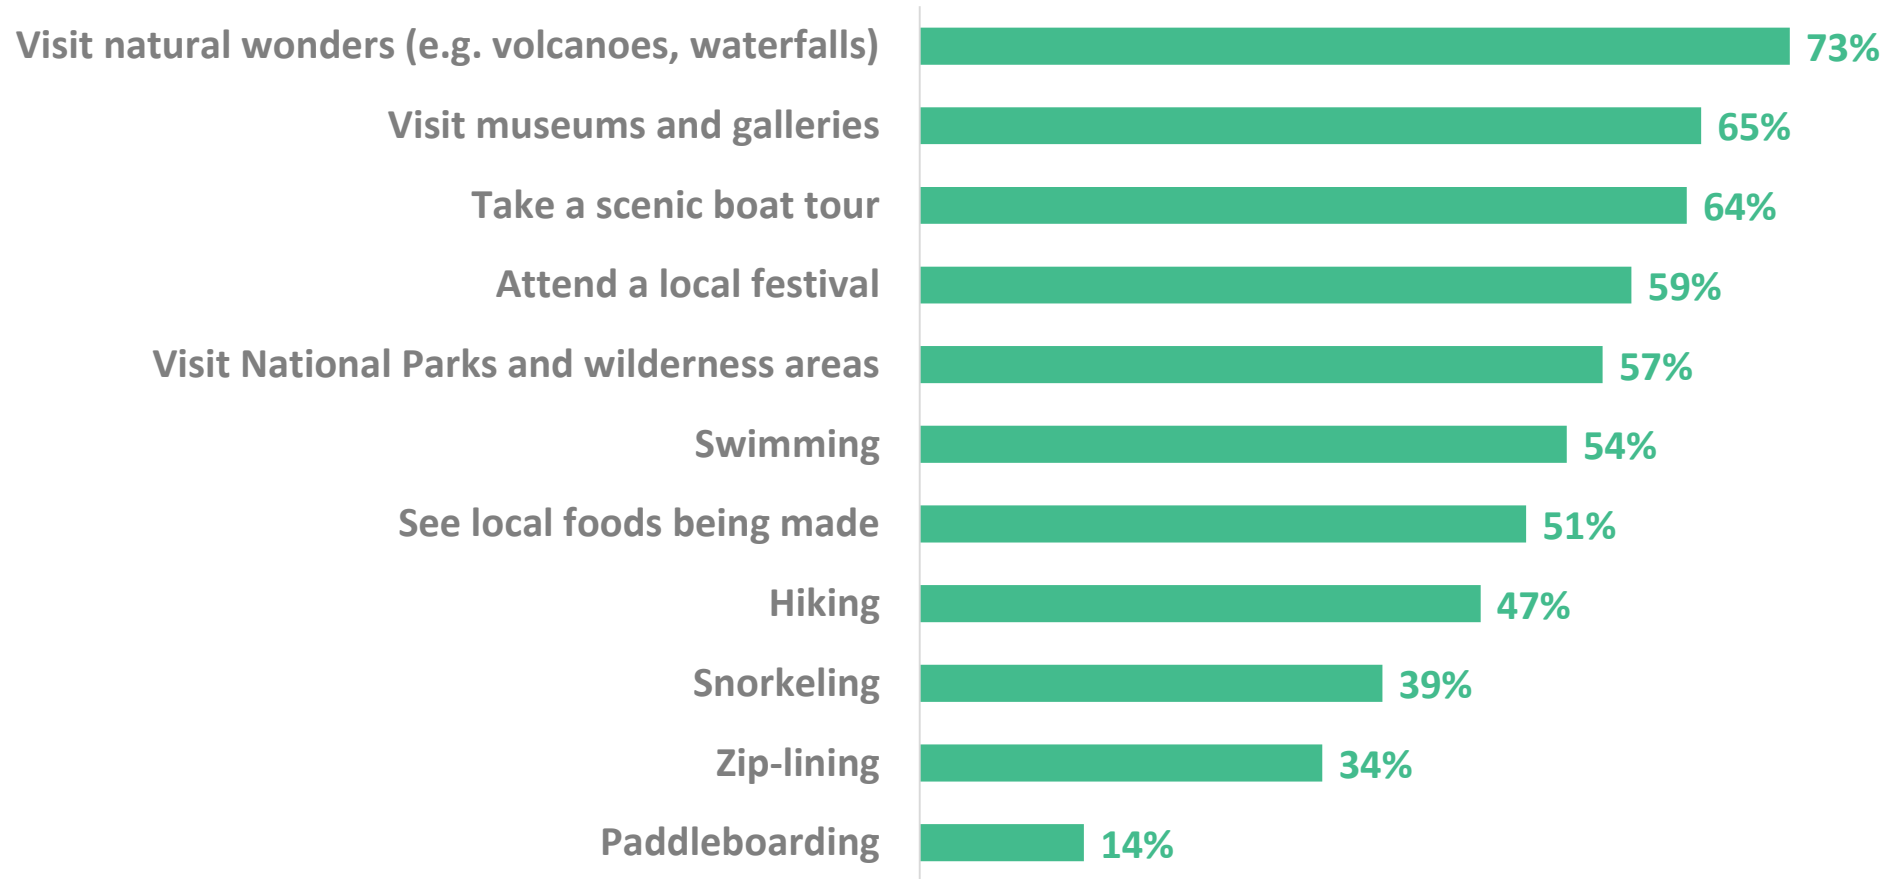 Visit natural wonders (e.g. volcanoes, waterfalls) 73%
Visit museums and galleries 65%
Take a scenic boat tour 64%
Attend a local festival 59%
Visit National Parks and wilderness areas 57%
Swimming 54%
See local foods being made 51%
Hiking 47%
Snorkeling 39%
Zip-lining 34%
Paddleboarding 14%